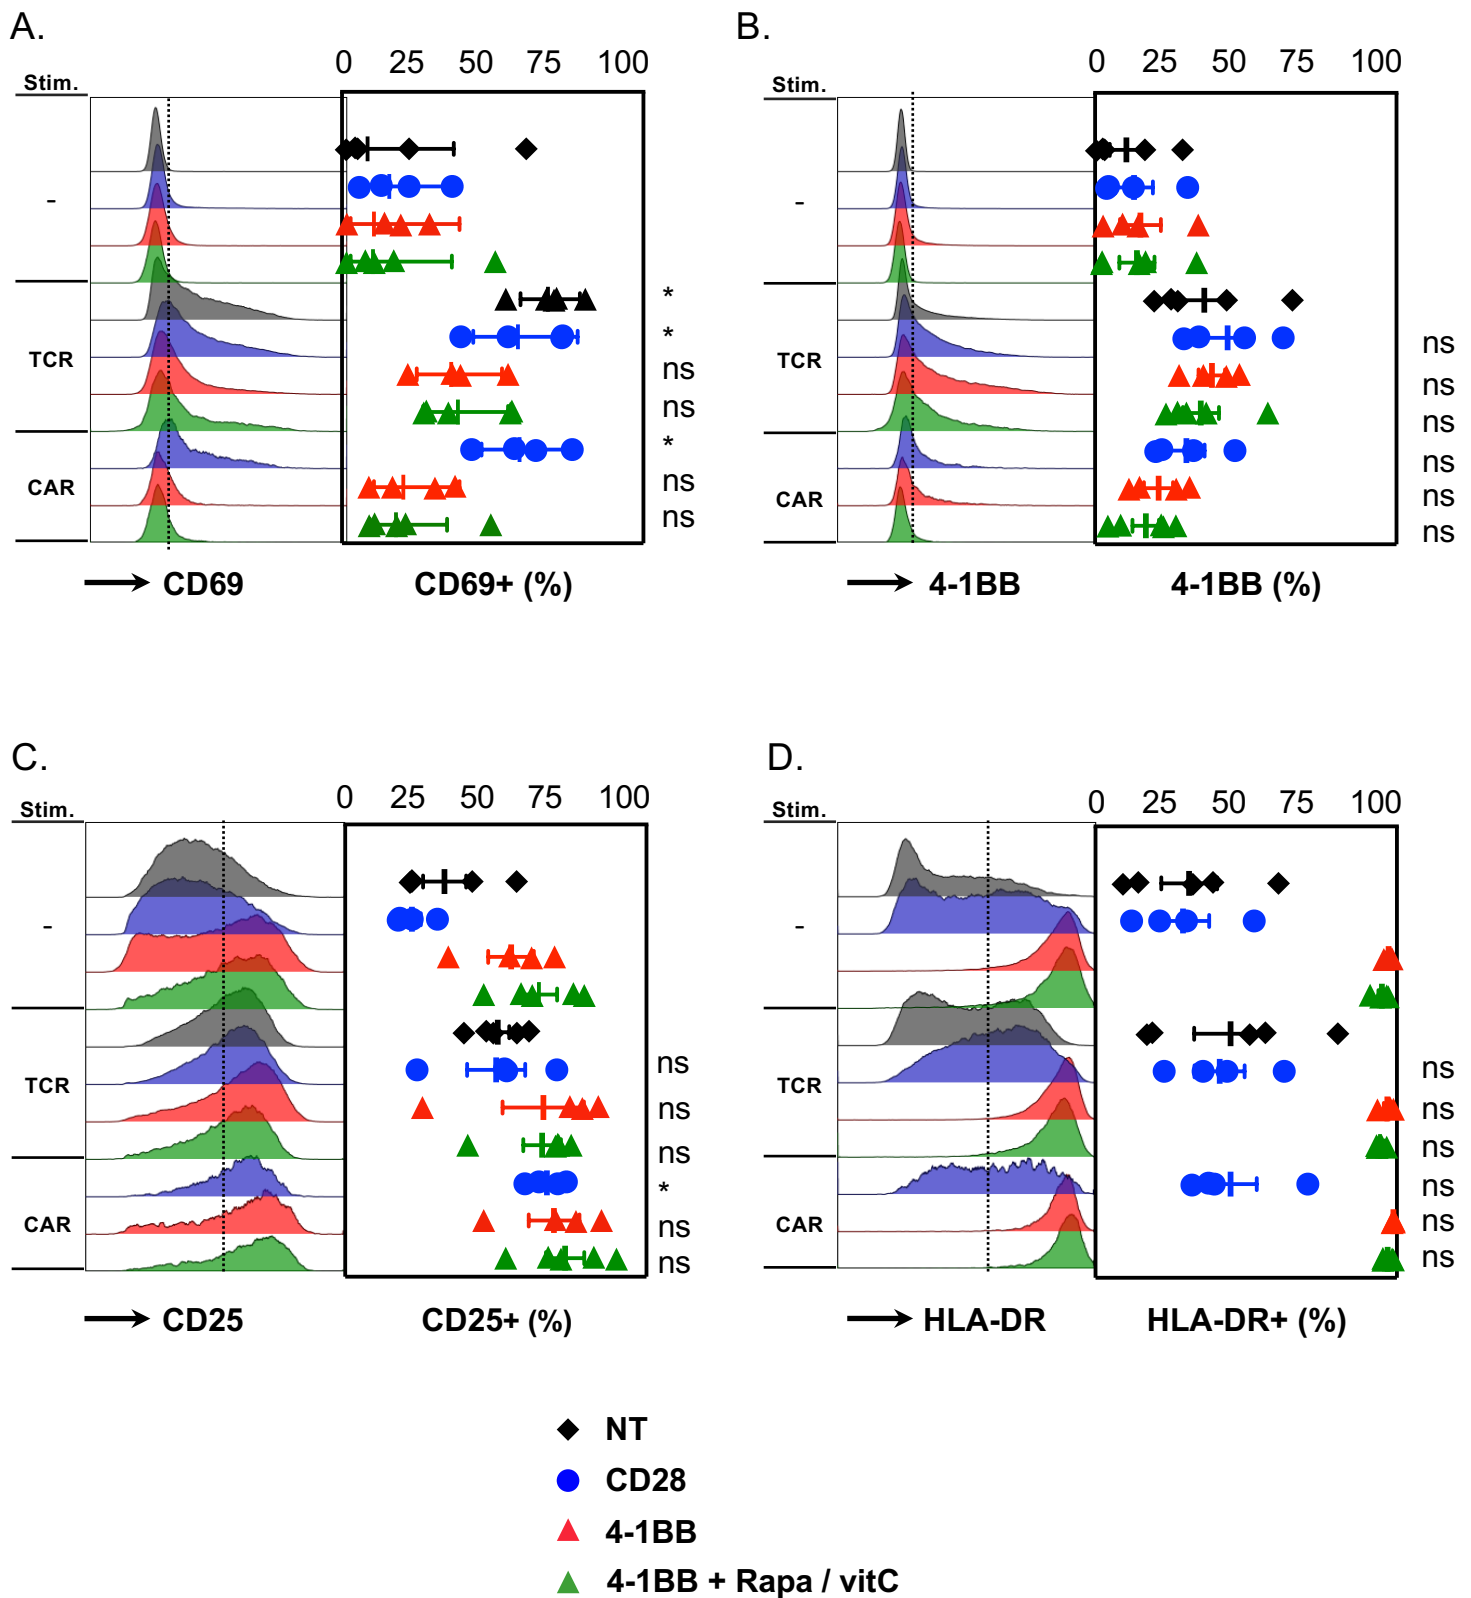 A.
0 25 50 75 100
Stim.
-
*
*
TCR
ns
ns
*
CAR
ns
ns
CD69
CD69+ (%)
B.
0 25 50 75 100
Stim.
-
ns
TCR
ns
ns
ns
CAR
ns
ns
4-1BB
4-1BB (%)
C.
0 25 50 75 100
Stim.
-
ns
TCR
ns
ns
*
CAR
ns
ns
CD25
CD25+ (%)
D.
0 25 50 75 100
Stim.
-
ns
TCR
ns
ns
ns
CAR
ns
ns
HLA-DR
HLA-DR+ (%)
NT
CD28
4-1BB
4-1BB + Rapa / vitC